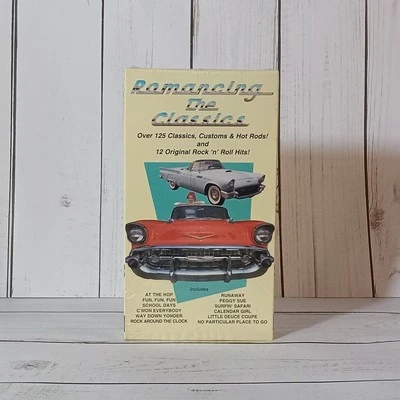 Romancing
The
Classics
Over 125 Classics, Customs & Hot Rods!
and
12 Original Rock 'n' Roll Hits!
Includes
AT THE HOP
FUN, FUN, FUN
SCHOOL DAYS
C'MON EVERYBODY
WAY DOWN YONDER
ROCK AROUND THE CLOCK
RUNAWAY
PEGGY SUE
SURFIN' SAFARI
CALENDAR GIRL
LITTLE DEUCE COUPE
NO PARTICULAR PLACE TO GO